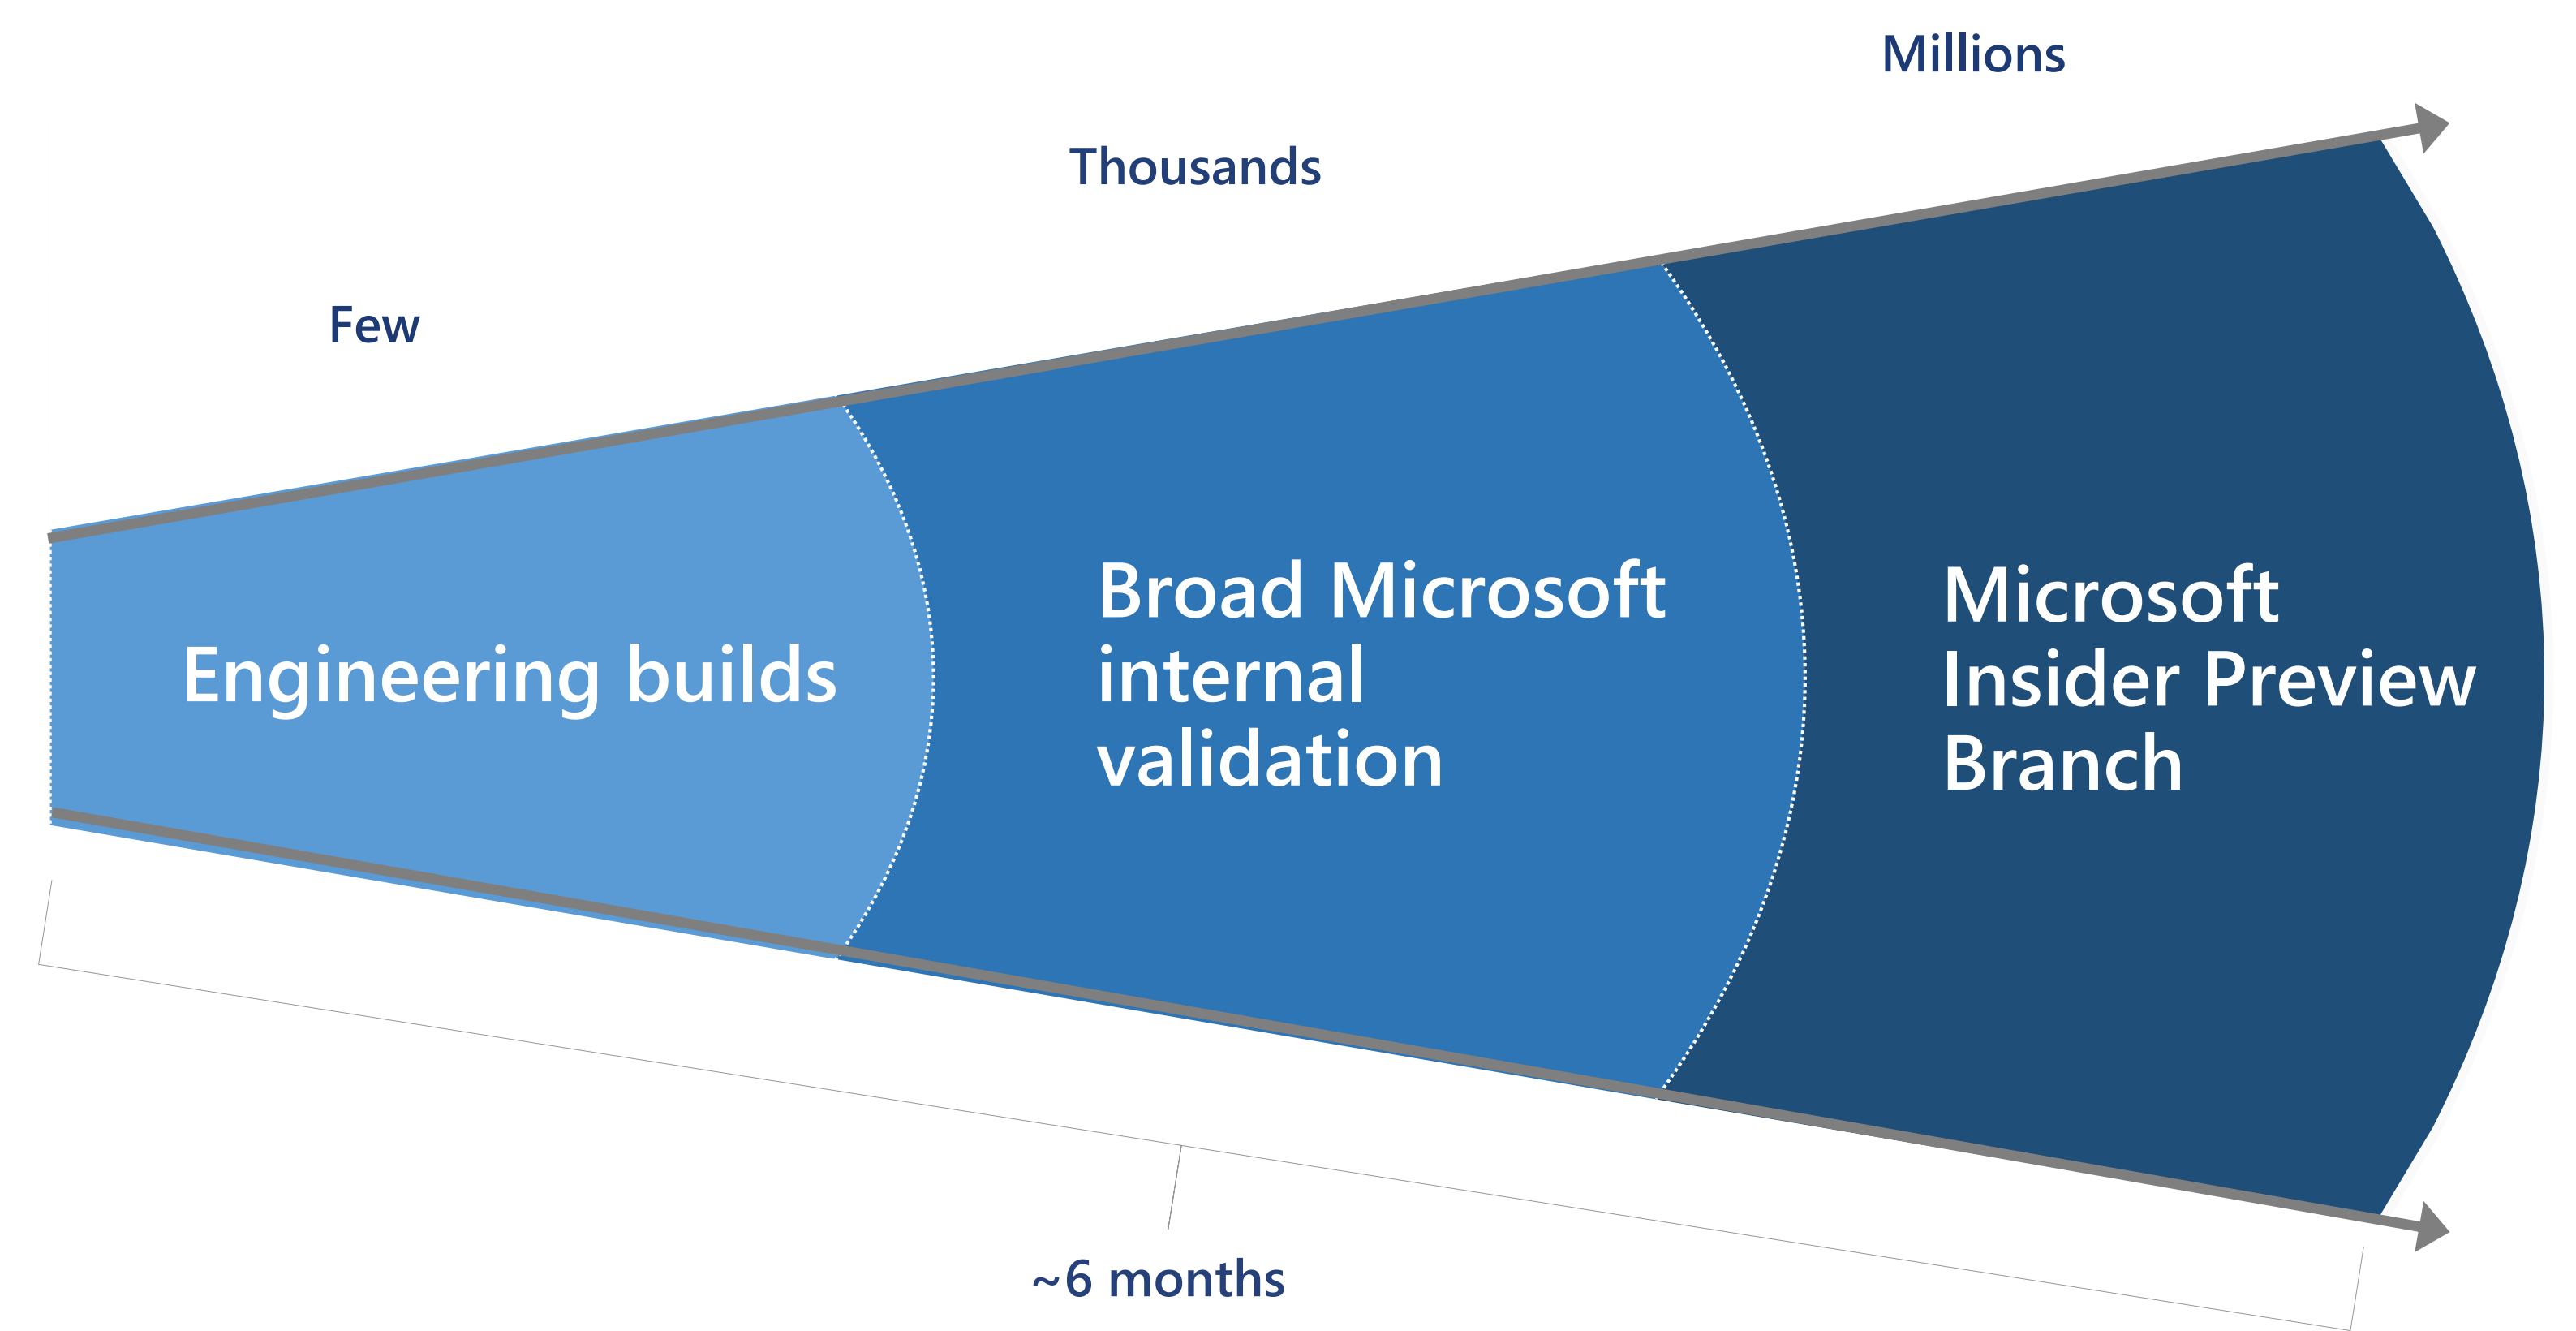 Millions
Thousands
Few
Engineering builds
Broad Microsoft
internal
validation
Microsoft
Insider Preview
Branch
~6 months